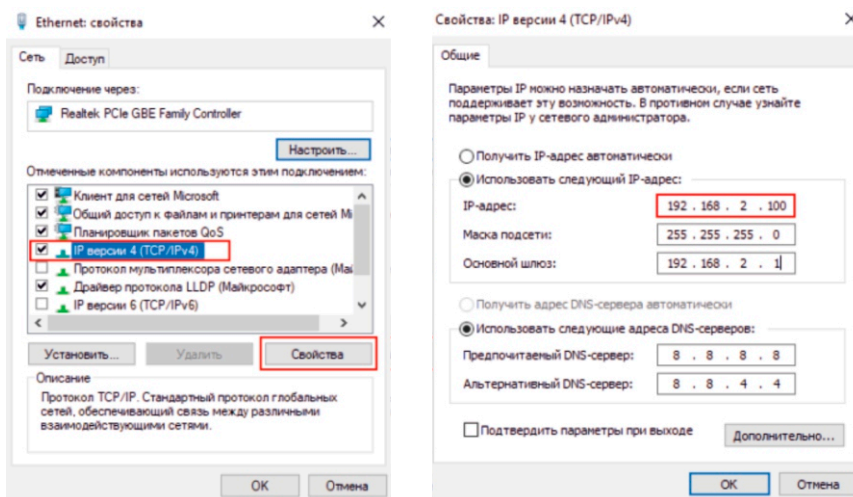 Ethernet: свойства
Сеть
Доступ
Подключение через:
Realtek PCIe GBE Family Controller
Настроить...
Отмеченные компоненты используются этим подключением:
Клиент для сетей Microsoft
Общий доступ к файлам и принтерам для сетей Mi
Планировщик пакетов QoS
IP версии 4 (TCP/IPv4)
Протокол мультиплексора сетевого адаптера (Май
Драйвер протокола LLDP (Майкрософт)
IP версии 6 (TCP/IPv6)
Установить...
Удалить
Свойства
Описание
Протокол TCP/IP. Стандартный протокол глобальных
сетей, обеспечивающий связь между различными
взаимодействующими сетями.
OK
Отмена
Свойства: IP версии 4 (TCP/IPv4)
Общие
Параметры IP можно назначать автоматически, если сеть
поддерживает эту возможность. В противном случае узнайте
параметры IP у сетевого администратора.
Получить IP-адрес автоматически
Использовать следующий IP-адрес:
IP-адрес: 192 . 168 . 2 . 100
Маска подсети: 255 . 255 . 255 . 0
Основной шлюз: 192 . 168 . 2 . 1
Получить адрес DNS-сервера автоматически
Использовать следующие адреса DNS-серверов:
Предпочитаемый DNS-сервер: 8 . 8 . 8 . 8
Альтернативный DNS-сервер: 8 . 8 . 4 . 4
Подтвердить параметры при выходе
Дополнительно...
OK
Отмена